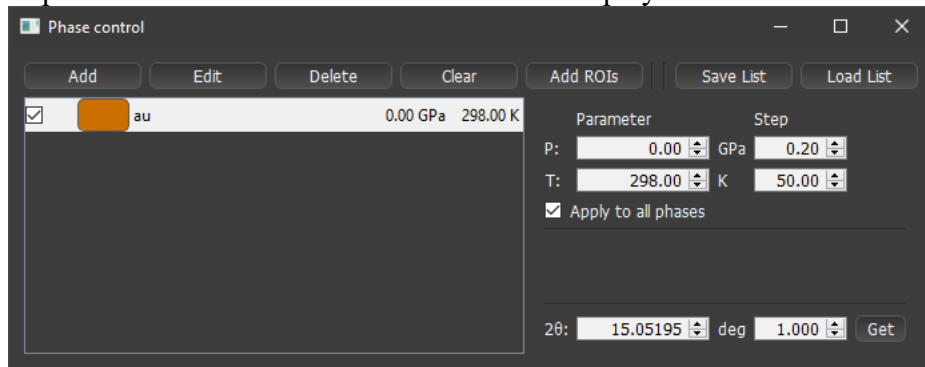 Phase control
Add Edit Delete Clear Add ROIs Save List Load List
au 0.00 GPa 298.00 K
Parameter Step
P: 0.00 GPa 0.20
T: 298.00 K 50.00
Apply to all phases
2θ: 15.05195 deg 1.000 Get